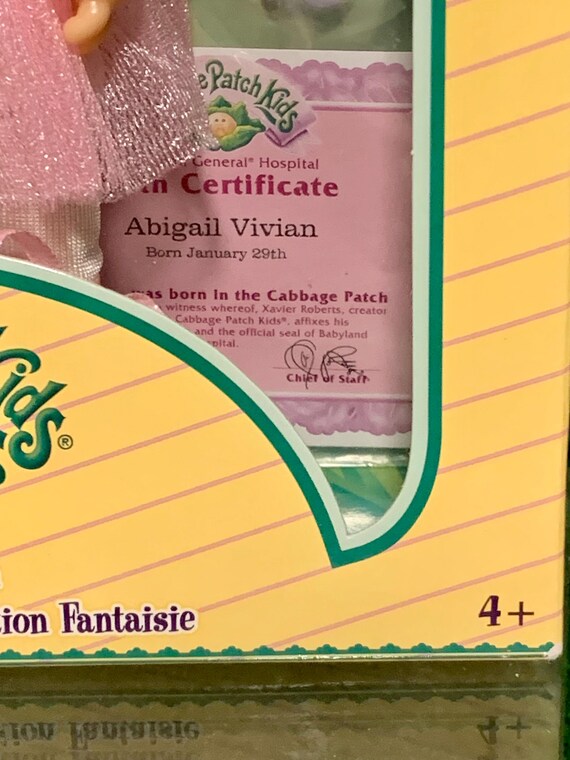 Patch Kids
General® Hospital
Certificate
Abigail Vivian
Born January 29th
was born in the Cabbage Patch
witness whereof, Xavier Roberts, creator
Cabbage Patch Kids®, affixes his
and the official seal of Babyland
Chief of Staff
Kids®
Fantaisie
4+